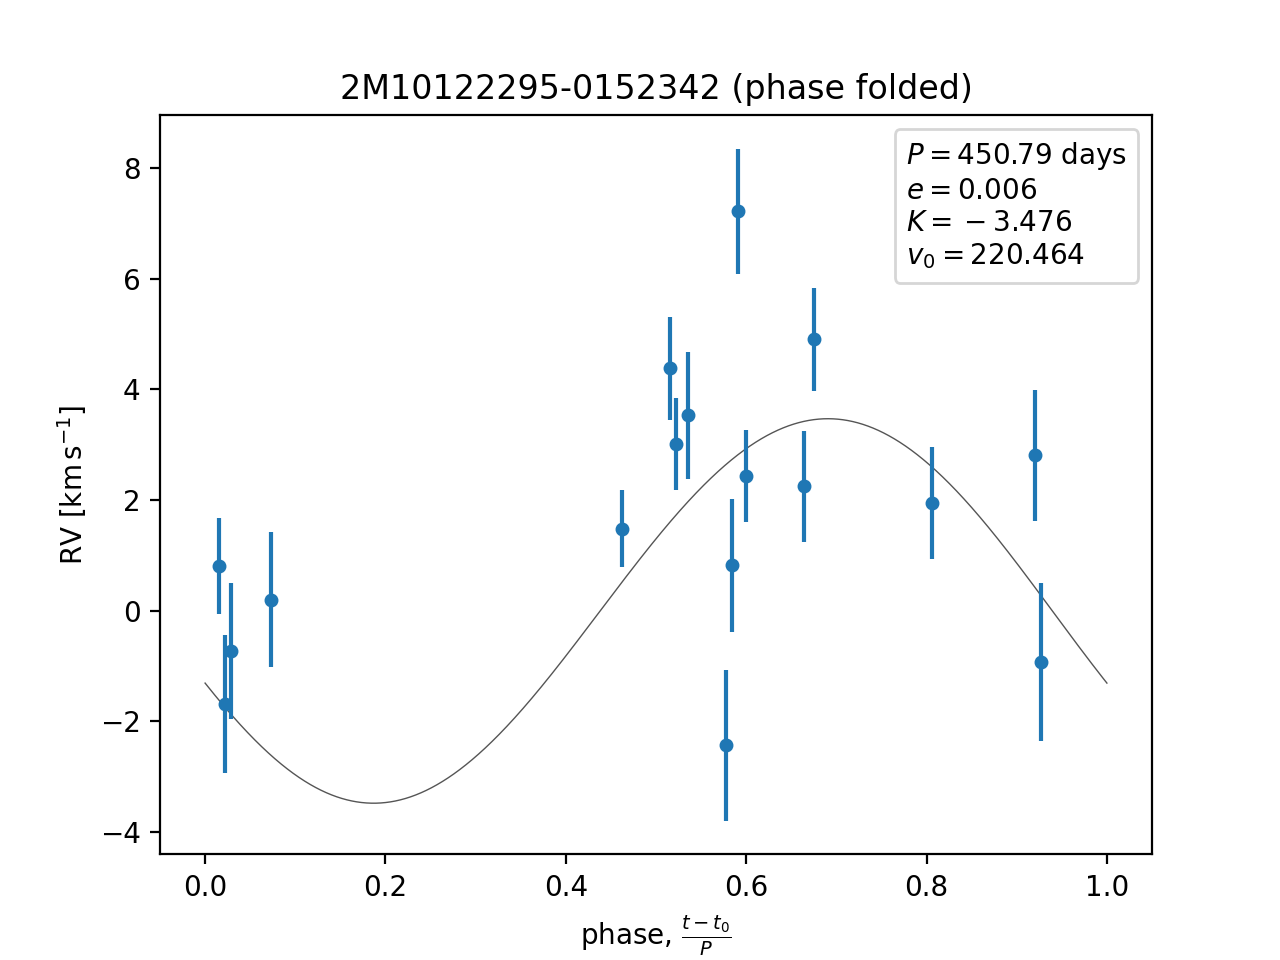 2M10122295-0152342 (phase folded)
P = 450.79 days
e = 0.006
K = − 3.476
v₀ = 220.464
RV [km s⁻¹]
8
6
4
2
0
−2
−4
0.0 0.2 0.4 0.6 0.8 1.0
phase, (t − t₀)/P